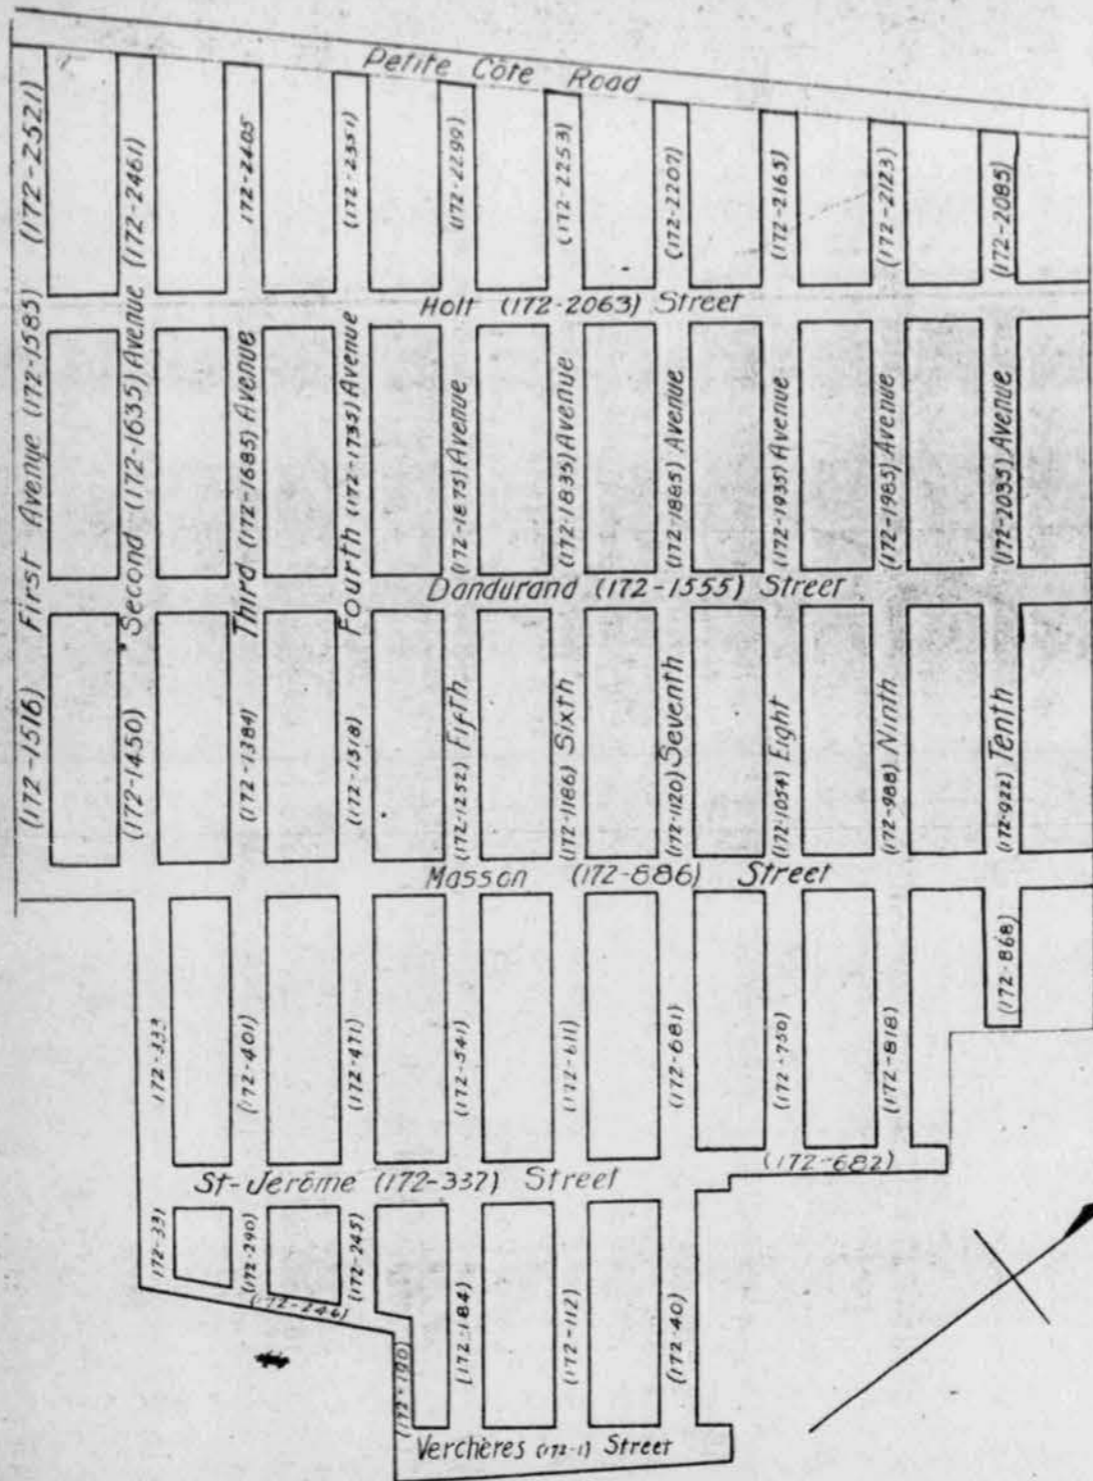 Petite Côte Road
(172-2521)
(172-2461)
172-2405
(172-2351)
(172-2299)
(172-2253)
(172-2207)
(172-2163)
(172-2123)
(172-2085)
Holt (172-2063) Street
First Avenue (172-1585)
Second (172-1635) Avenue
Third (172-1685) Avenue
Fourth (172-1735) Avenue
(172-1875) Avenue
(172-1835) Avenue
(172-1885) Avenue
(172-1935) Avenue
(172-1985) Avenue
(172-2035) Avenue
Dandurand (172-1555) Street
(172-1516)
(172-1450)
(172-1384)
(172-1318)
(172-1252) Fifth
(172-1186) Sixth
(172-1120) Seventh
(172-1054) Eight
(172-988) Ninth
(172-922) Tenth
Masson (172-886) Street
172-333
(172-401)
(172-471)
(172-541)
(172-611)
(172-681)
(172-750)
(172-818)
(172-868)
St-Jerôme (172-337) Street
(172-682)
172-331
(172-290)
(172-245)
(172-246)
(172-190)
(172-184)
(172-112)
(172-40)
Verchères (172-1) Street